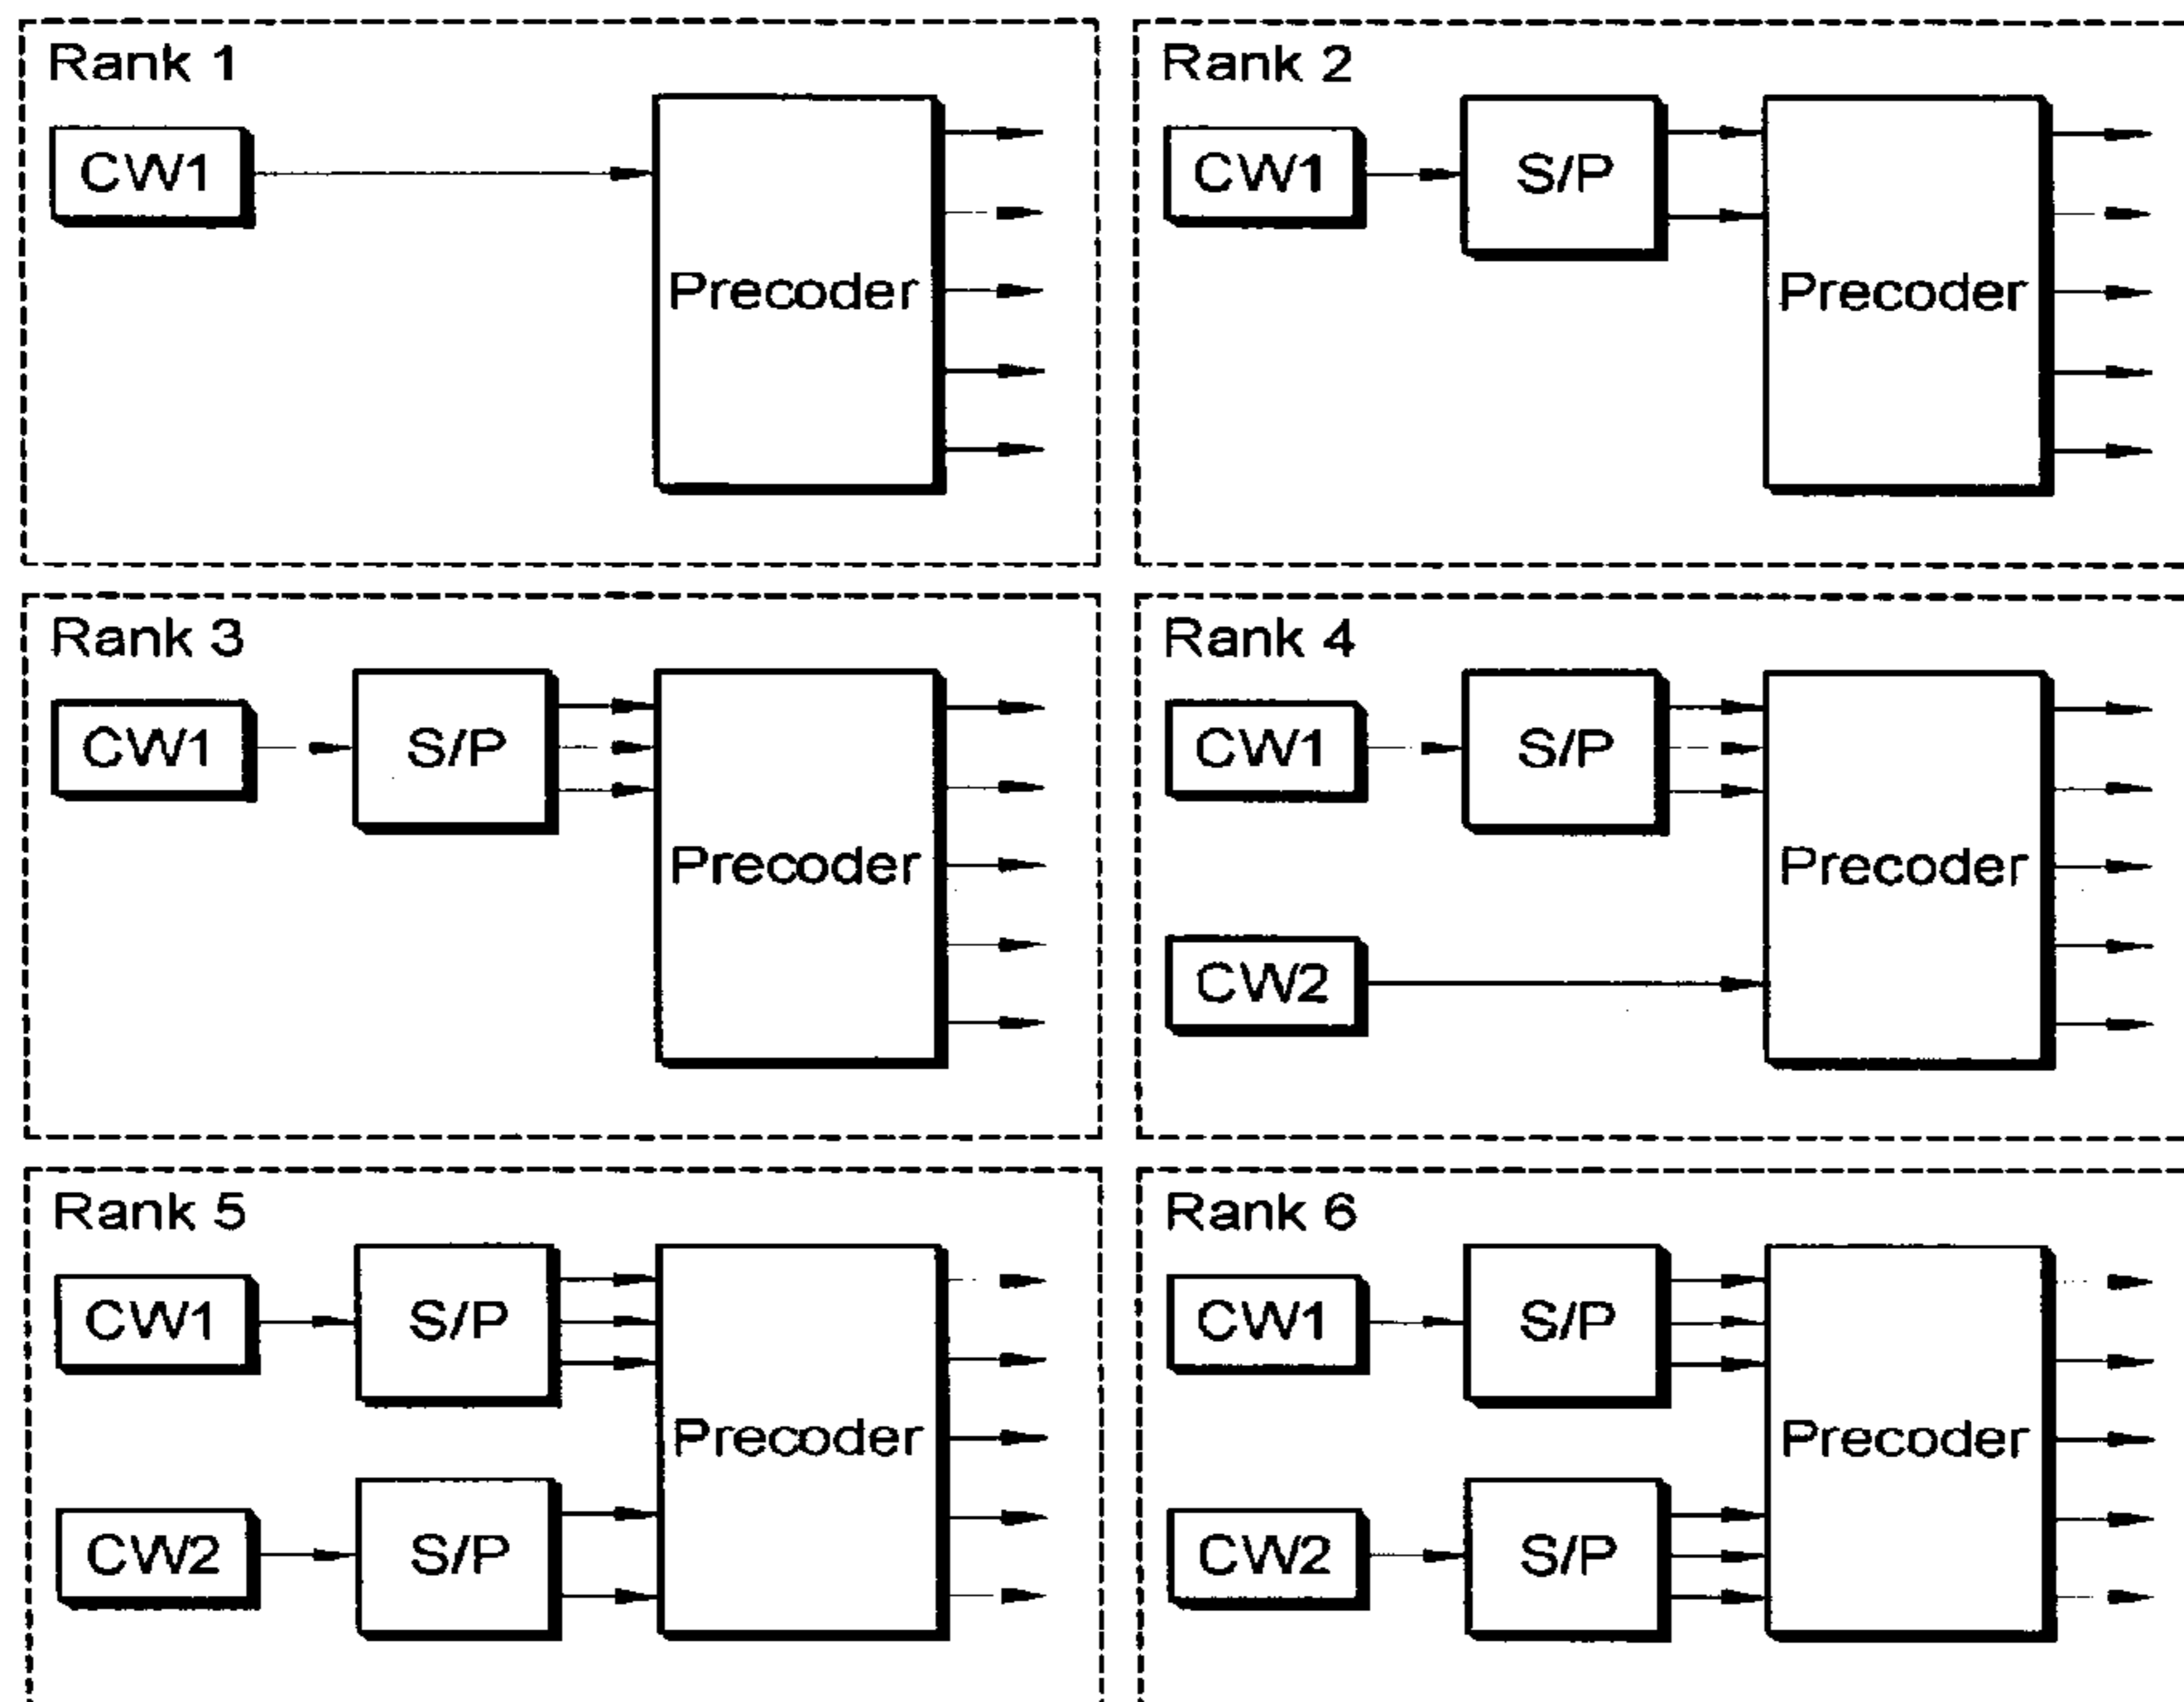 Rank 1
CW1
Precoder
Rank 2
CW1
S/P
Precoder
Rank 3
CW1
S/P
Precoder
Rank 4
CW1
S/P
Precoder
CW2
Rank 5
CW1
S/P
Precoder
CW2
S/P
Rank 6
CW1
S/P
Precoder
CW2
S/P